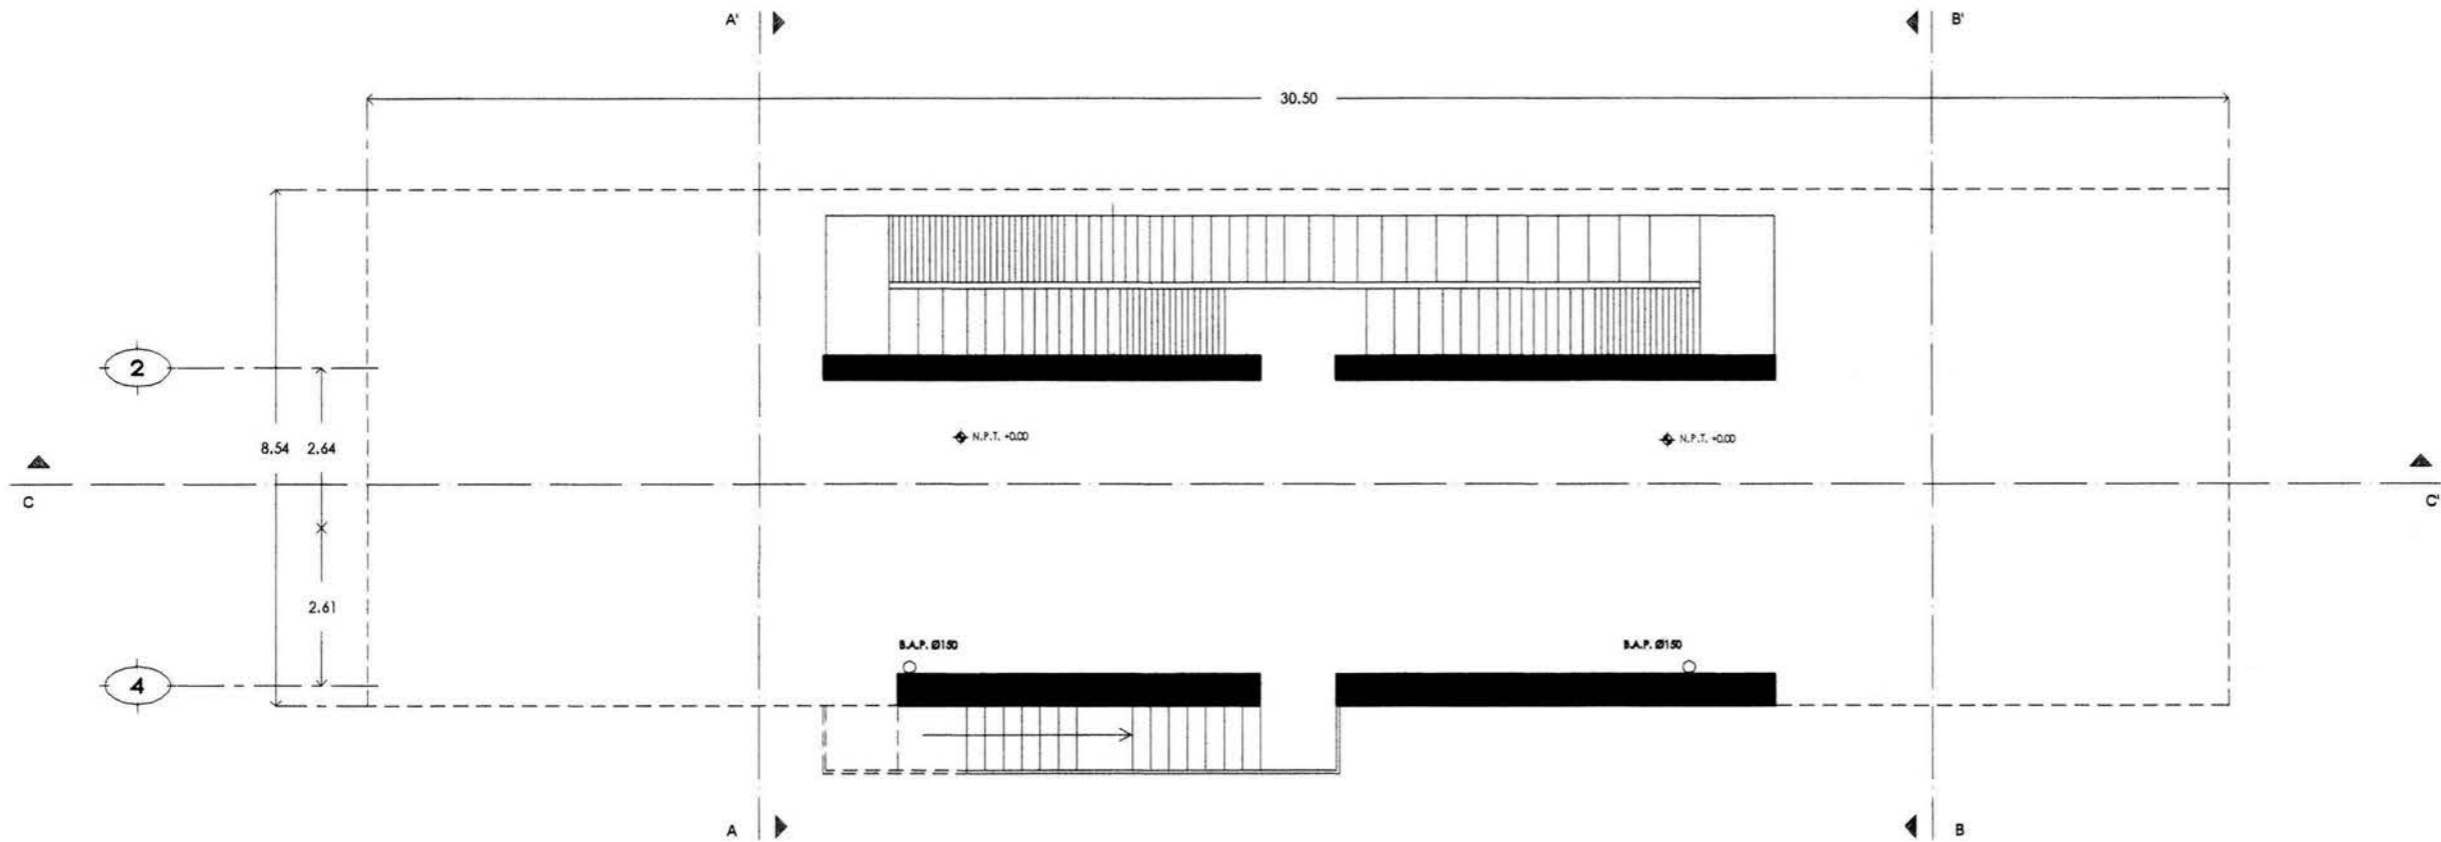 A' B'
30.50
2
8.54 2.64
N.P.T. +0.00 N.P.T. +0.00
C C'
2.61
B.A.P. Ø150 B.A.P. Ø150
4
A B